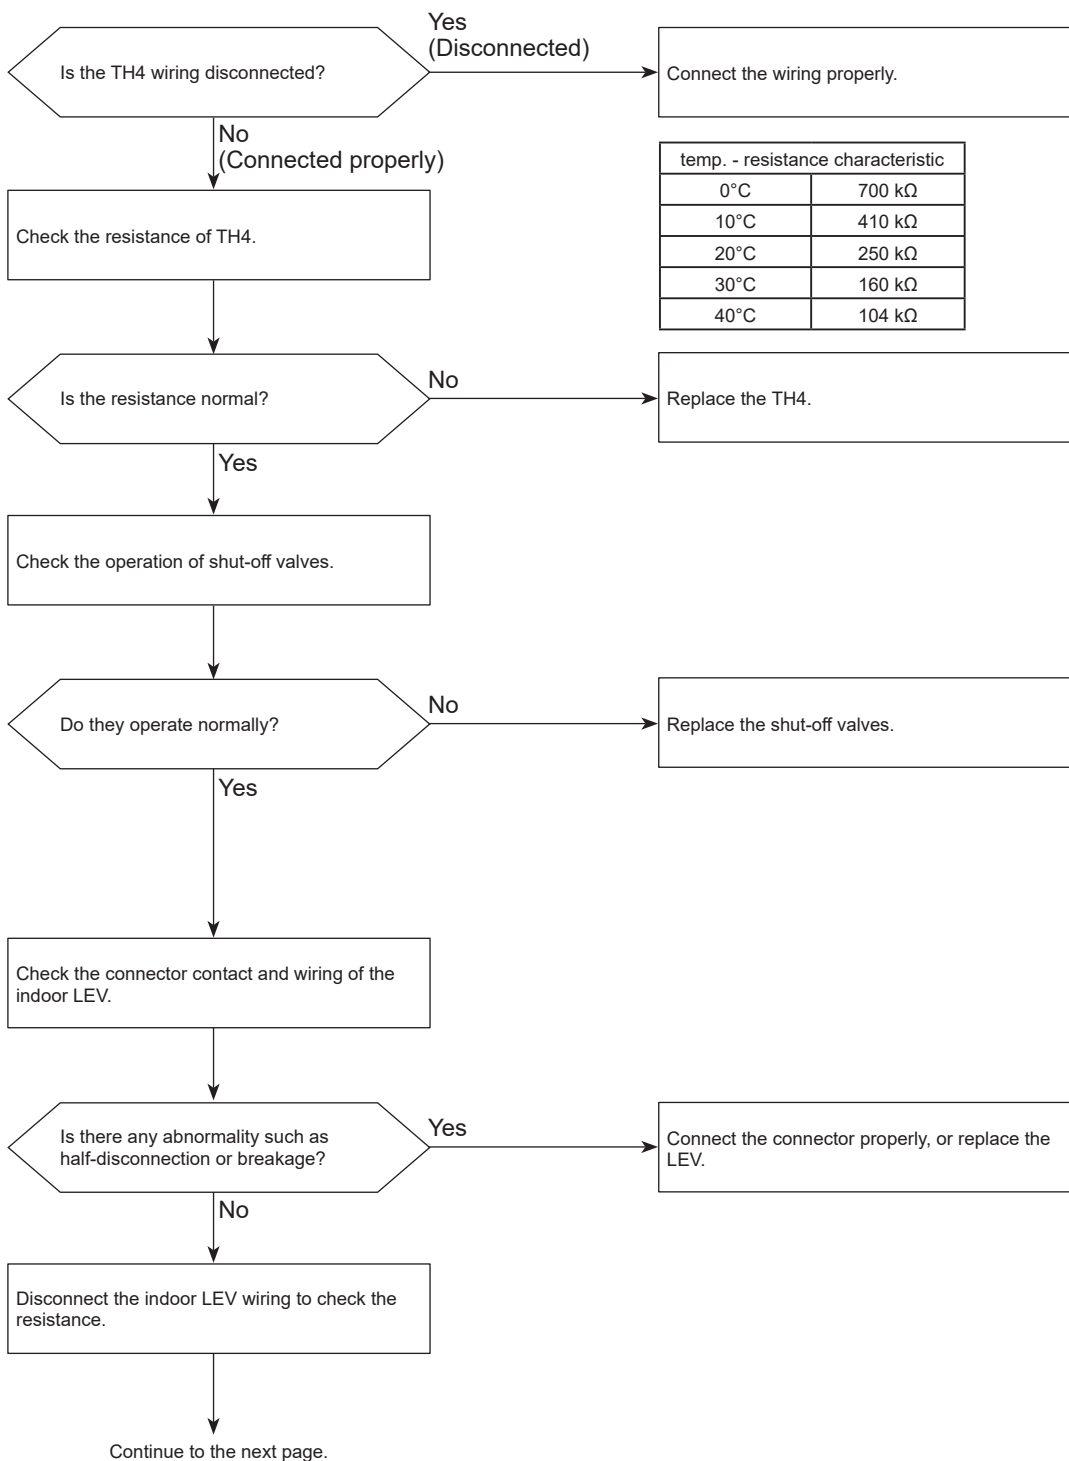 Is the TH4 wiring disconnected?
Yes
(Disconnected)
Connect the wiring properly.
No
(Connected properly)
Check the resistance of TH4.
temp. - resistance characteristic
0°C 700 kΩ
10°C 410 kΩ
20°C 250 kΩ
30°C 160 kΩ
40°C 104 kΩ
Is the resistance normal?
No
Replace the TH4.
Yes
Check the operation of shut-off valves.
Do they operate normally?
No
Replace the shut-off valves.
Yes
Check the connector contact and wiring of the
indoor LEV.
Is there any abnormality such as
half-disconnection or breakage?
Yes
Connect the connector properly, or replace the
LEV.
No
Disconnect the indoor LEV wiring to check the
resistance.
Continue to the next page.